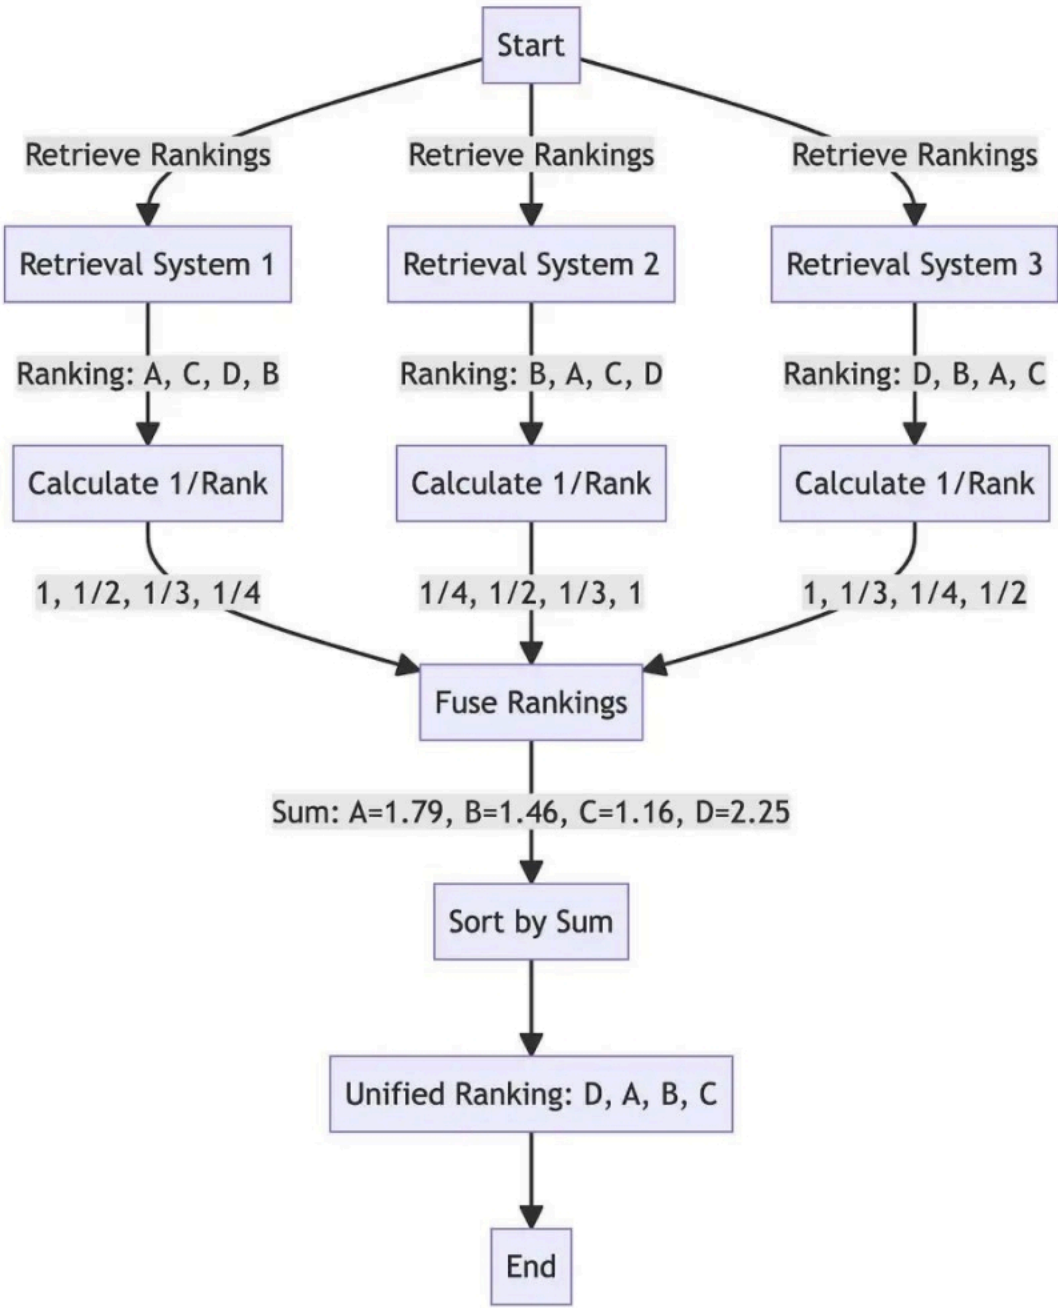 Start
Retrieve Rankings
Retrieve Rankings
Retrieve Rankings
Retrieval System 1
Retrieval System 2
Retrieval System 3
Ranking: A, C, D, B
Ranking: B, A, C, D
Ranking: D, B, A, C
Calculate 1/Rank
Calculate 1/Rank
Calculate 1/Rank
1, 1/2, 1/3, 1/4
1/4, 1/2, 1/3, 1
1, 1/3, 1/4, 1/2
Fuse Rankings
Sum: A=1.79, B=1.46, C=1.16, D=2.25
Sort by Sum
Unified Ranking: D, A, B, C
End